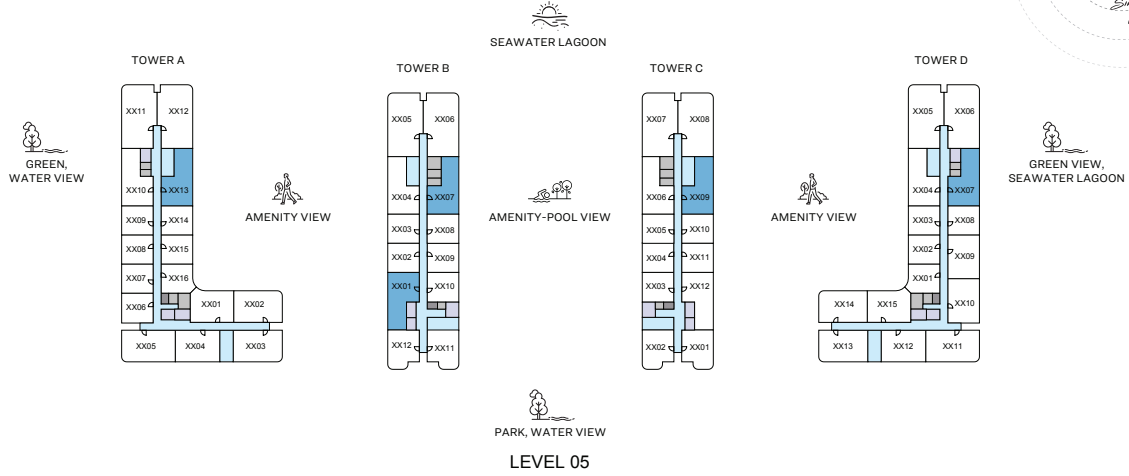 SEAWATER LAGOON
TOWER A
TOWER B
TOWER C
TOWER D
XX11
XX12
XX05
XX06
XX07
XX08
XX05
XX06
GREEN,
WATER VIEW
GREEN VIEW,
SEAWATER LAGOON
XX10
XX13
AMENITY VIEW
XX04
XX07
AMENITY-POOL VIEW
XX06
XX09
AMENITY VIEW
XX04
XX07
XX09
XX14
XX03
XX08
XX05
XX10
XX03
XX08
XX08
XX15
XX02
XX09
XX04
XX11
XX02
XX09
XX07
XX16
XX01
XX10
XX03
XX12
XX01
XX10
XX06
XX01
XX02
XX14
XX15
XX05
XX04
XX03
XX12
XX11
XX02
XX01
XX13
XX12
XX11
PARK, WATER VIEW
LEVEL 05